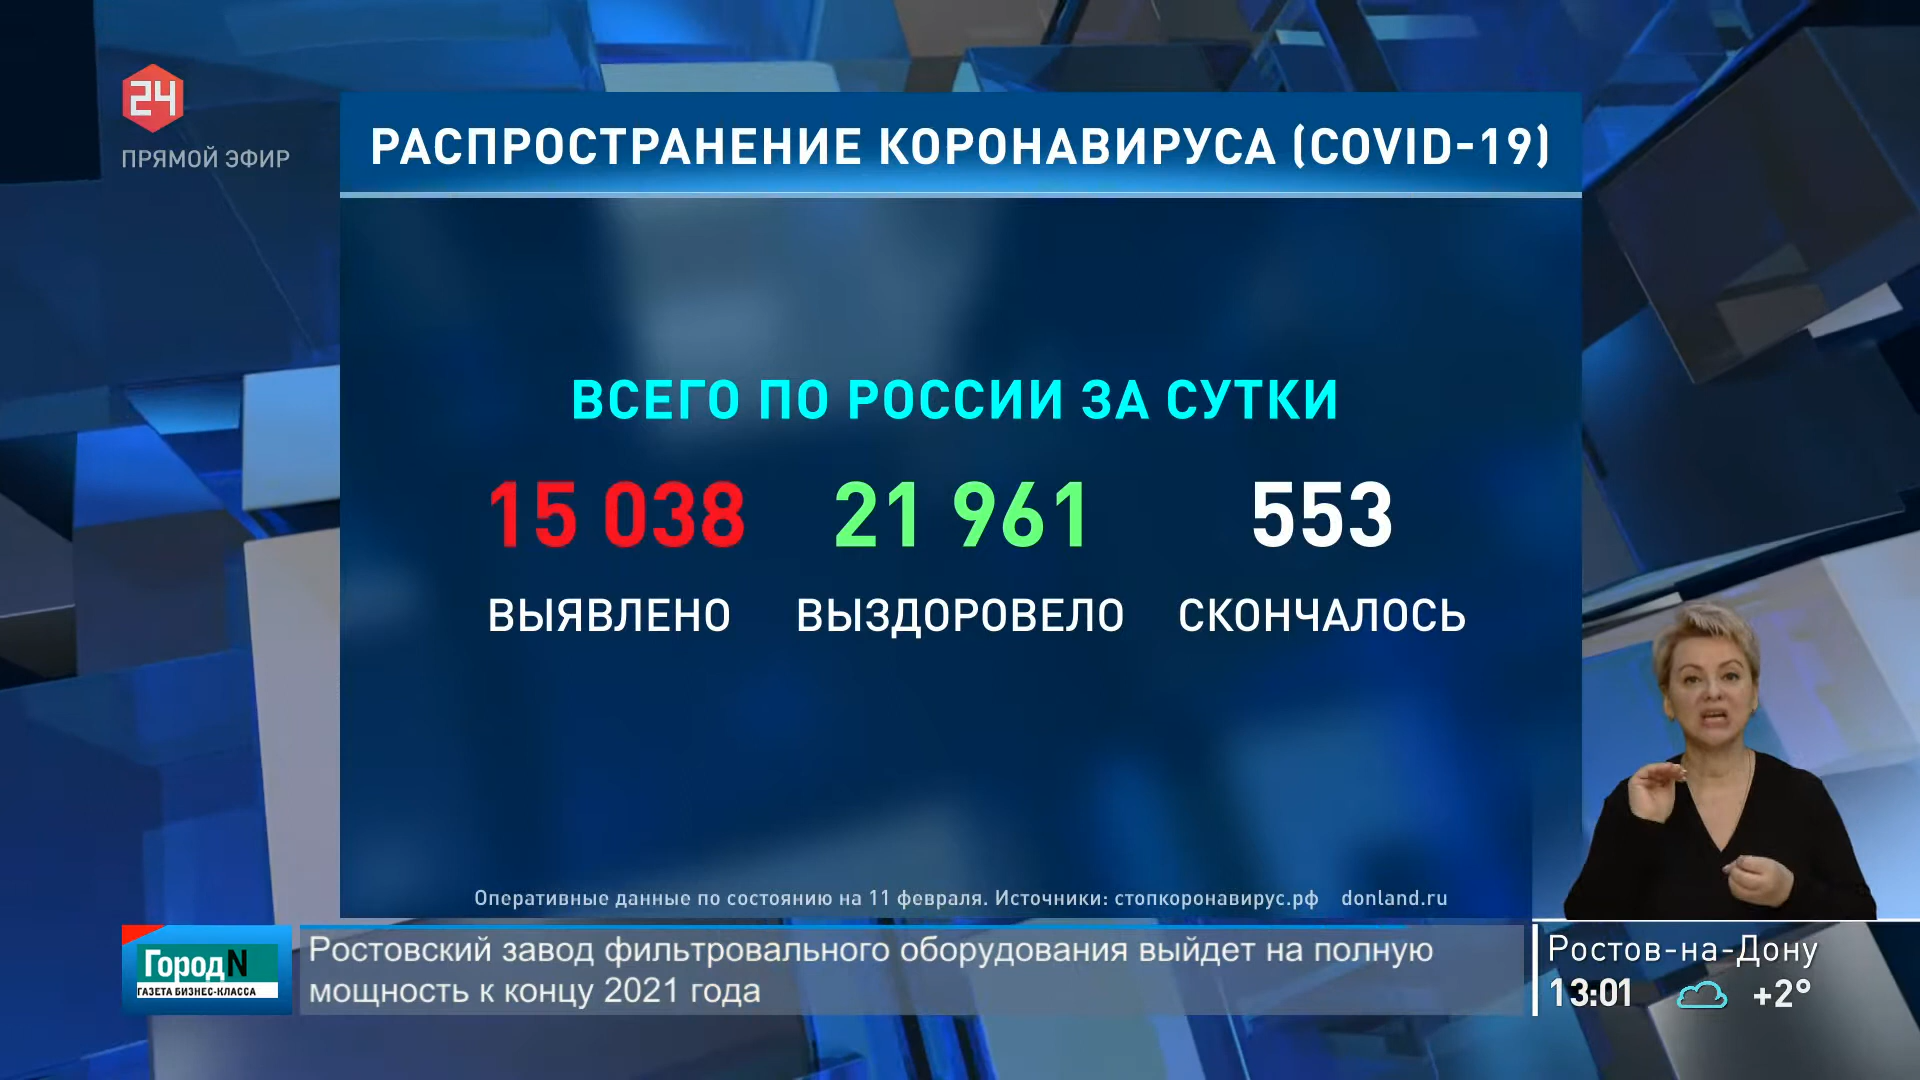 24
ПРЯМОЙ ЭФИР
РАСПРОСТРАНЕНИЕ КОРОНАВИРУСА (COVID-19)
ВСЕГО ПО РОССИИ ЗА СУТКИ
15 038 21 961 553
ВЫЯВЛЕНО ВЫЗДОРОВЕЛО СКОНЧАЛОСЬ
Оперативные данные по состоянию на 11 февраля. Источники: стопкоронавирус.рф donland.ru
Город N
ГАЗЕТА БИЗНЕС-КЛАССА
Ростовский завод фильтровального оборудования выйдет на полную
мощность к концу 2021 года
Ростов-на-Дону
13:01 +2°